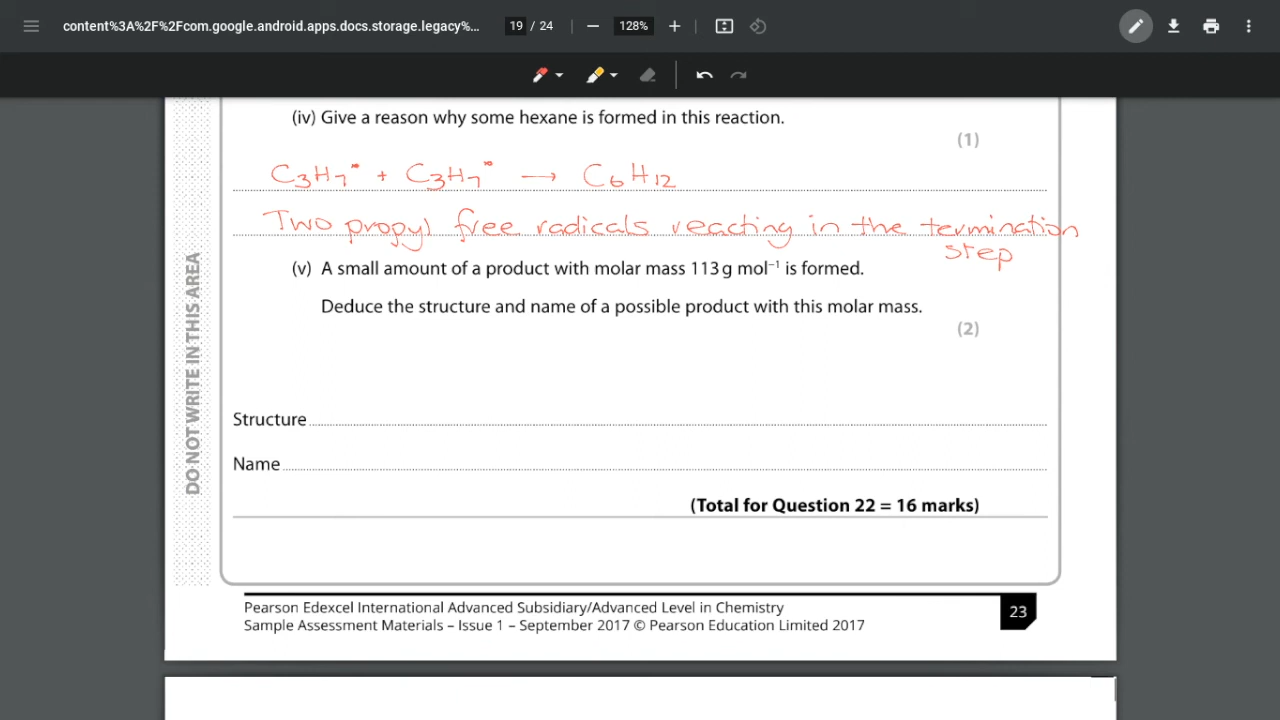 content%3A%2F%2Fcom.google.android.apps.docs.storage.legacy%... 19 / 24 128%
(iv) Give a reason why some hexane is formed in this reaction.
(1)
C3H7• + C3H7• → C6H12
Two propyl free radicals reacting in the termination
step
(v) A small amount of a product with molar mass 113 g mol⁻¹ is formed.
Deduce the structure and name of a possible product with this molar mass.
(2)
DO NOT WRITE IN THIS AREA
Structure
Name
(Total for Question 22 = 16 marks)
Pearson Edexcel International Advanced Subsidiary/Advanced Level in Chemistry
Sample Assessment Materials – Issue 1 – September 2017 © Pearson Education Limited 2017
23